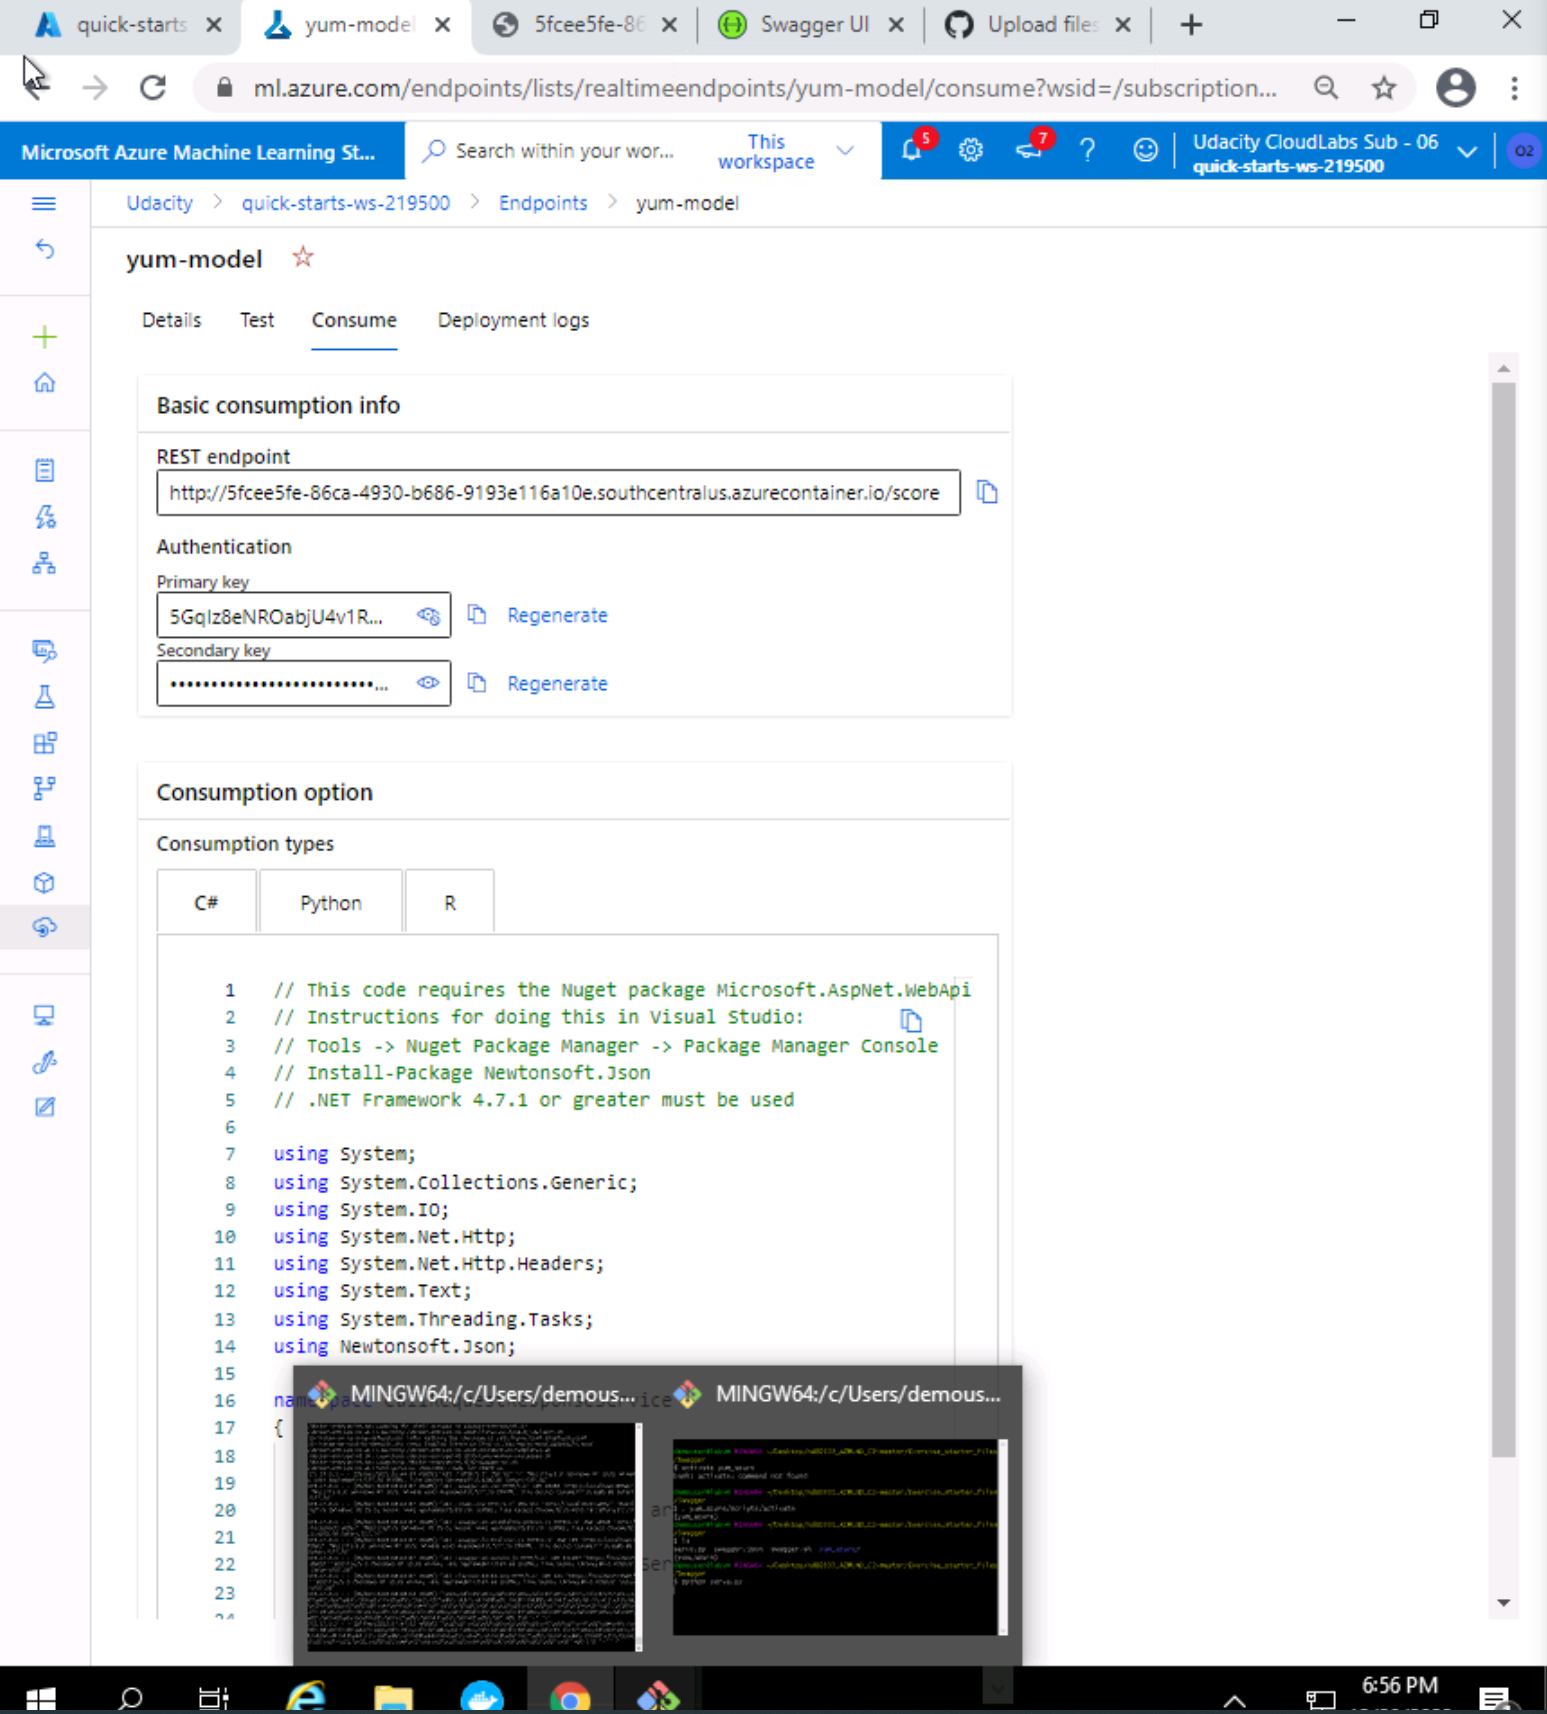 quick-starts
yum-model
5fcee5fe-86
Swagger UI
Upload files
ml.azure.com/endpoints/lists/realtimeendpoints/yum-model/consume?wsid=/subscription...
Microsoft Azure Machine Learning St...
Search within your wor...
This workspace
5
7
?
Udacity CloudLabs Sub - 06
quick-starts-ws-219500
O2
Udacity > quick-starts-ws-219500 > Endpoints > yum-model
yum-model
Details Test Consume Deployment logs
Basic consumption info
REST endpoint
http://5fcee5fe-86ca-4930-b686-9193e116a10e.southcentralus.azurecontainer.io/score
Authentication
Primary key
5GqIz8eNROabjU4v1R...
Regenerate
Secondary key
••••••••••••••••••••••••• ...
Regenerate
Consumption option
Consumption types
C# Python R
1 // This code requires the Nuget package Microsoft.AspNet.WebApi
2 // Instructions for doing this in Visual Studio:
3 // Tools -> Nuget Package Manager -> Package Manager Console
4 // Install-Package Newtonsoft.Json
5 // .NET Framework 4.7.1 or greater must be used
6
7 using System;
8 using System.Collections.Generic;
9 using System.IO;
10 using System.Net.Http;
11 using System.Net.Http.Headers;
12 using System.Text;
13 using System.Threading.Tasks;
14 using Newtonsoft.Json;
15
16
17 {
18
19
20
21
22
23
24
MINGW64:/c/Users/demous...
MINGW64:/c/Users/demous...
6:56 PM